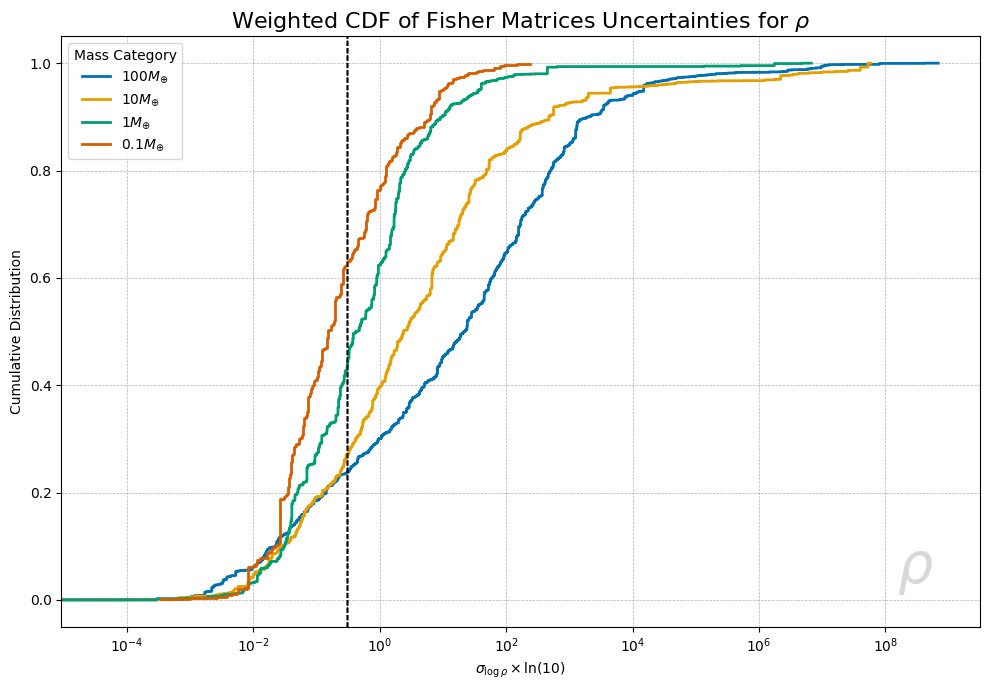 Weighted CDF of Fisher Matrices Uncertainties for ρ
Mass Category
100M⊕
10M⊕
1M⊕
0.1M⊕
Cumulative Distribution
1.0
0.8
0.6
0.4
0.2
0.0
ρ
10⁻⁴ 10⁻² 10⁰ 10² 10⁴ 10⁶ 10⁸
σ_log ρ × ln(10)